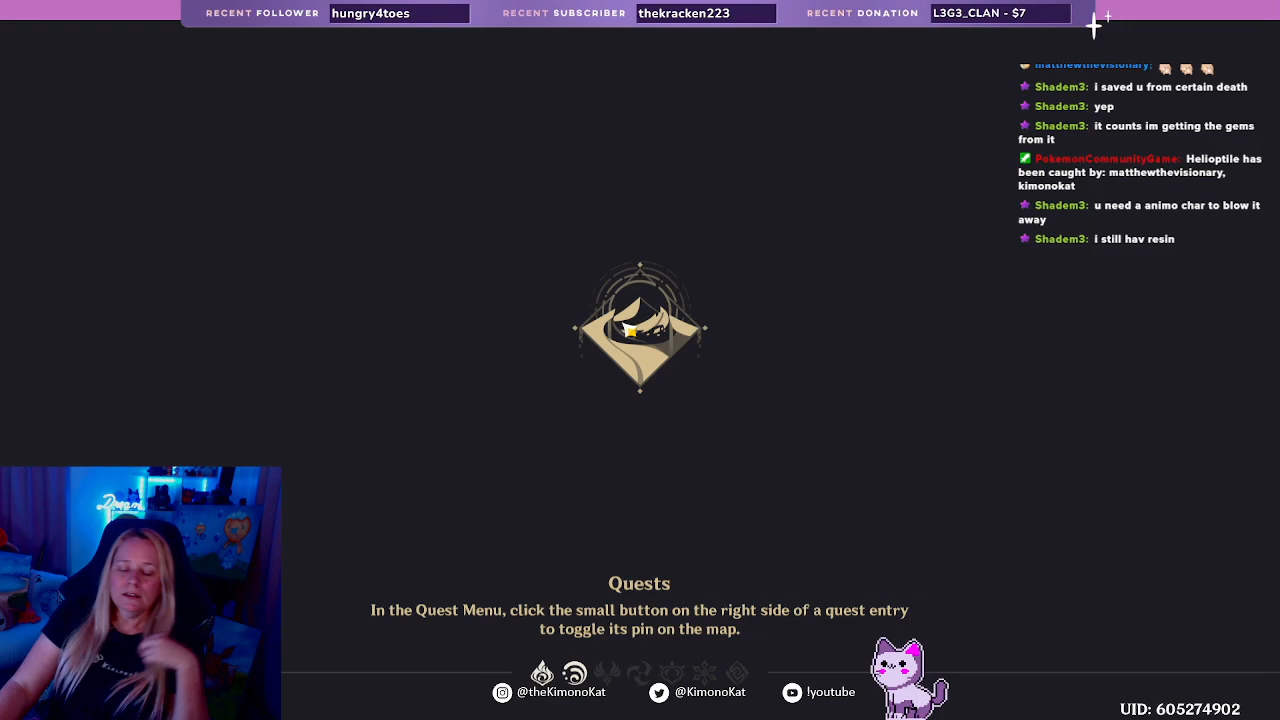 RECENT FOLLOWER hungry4toes RECENT SUBSCRIBER thekracken223 RECENT DONATION L3G3_CLAN - $7
matthewthevisionary:
Shadem3: i saved u from certain death
Shadem3: yep
Shadem3: it counts im getting the gems
from it
PokemonCommunityGame: Helioptile has
been caught by: matthewthevisionary,
kimonokat
Shadem3: u need a animo char to blow it
away
Shadem3: i still hav resin
Quests
In the Quest Menu, click the small button on the right side of a quest entry
to toggle its pin on the map.
@theKimonoKat @KimonoKat !youtube
UID: 605274902